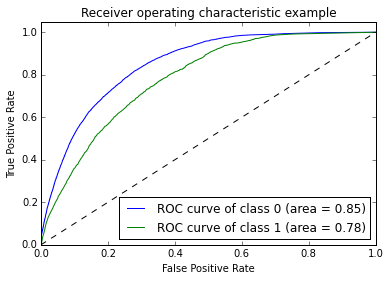 Receiver operating characteristic example
1.0
0.8
0.6
0.4
0.2
0.0
True Positive Rate
ROC curve of class 0 (area = 0.85)
ROC curve of class 1 (area = 0.78)
0.0 0.2 0.4 0.6 0.8 1.0
False Positive Rate